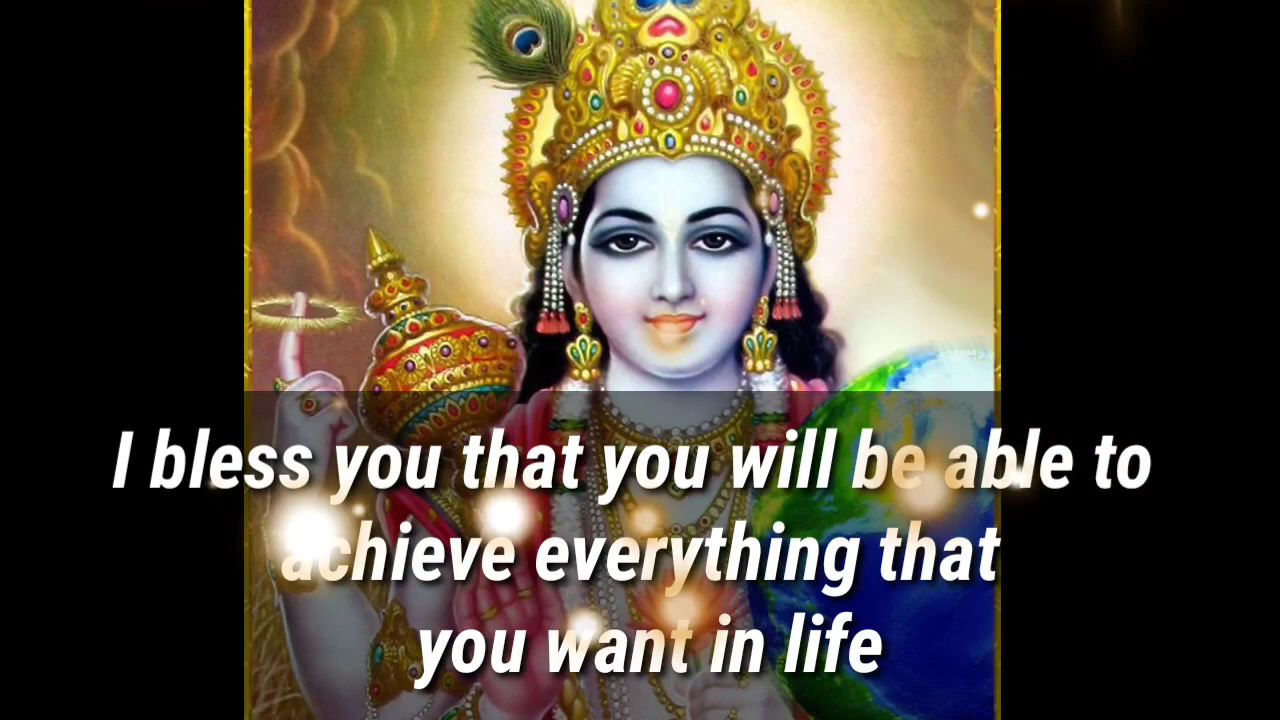 I bless you that you will be able to
achieve everything that
you want in life